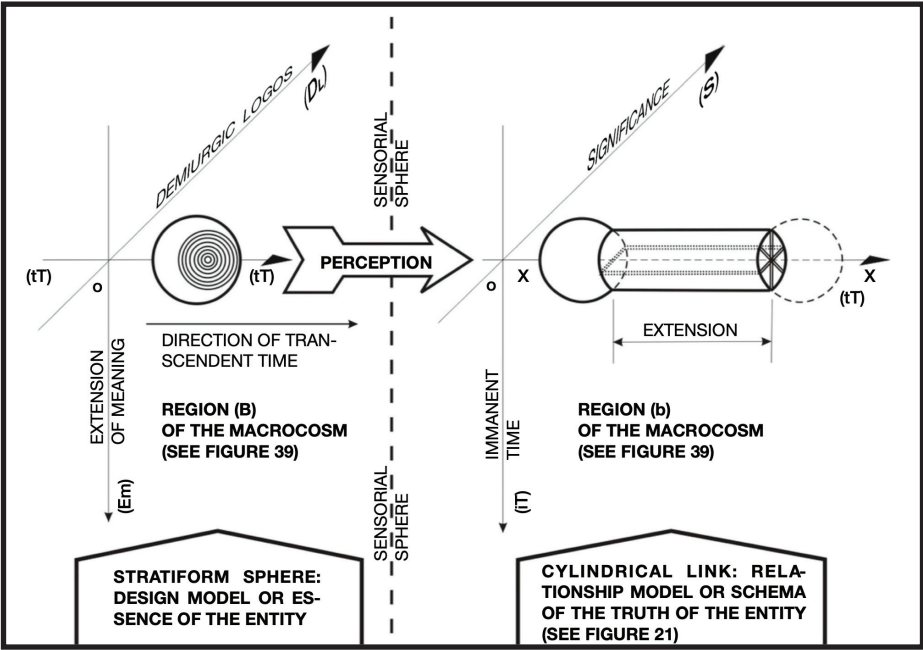 DEMIURGIC LOGOS
(DL)
SENSORIAL
SPHERE
SIGNIFICANCE
(S)
(tT)
o
(tT)
PERCEPTION
o
X
X
(tT)
DIRECTION OF TRAN-
SCENDENT TIME
EXTENSION
EXTENSION
OF MEANING
(Em)
REGION (B)
OF THE MACROCOSM
(SEE FIGURE 39)
SENSORIAL
SPHERE
IMMANENT
TIME
(iT)
REGION (b)
OF THE MACROCOSM
(SEE FIGURE 39)
STRATIFORM SPHERE:
DESIGN MODEL OR ES-
SENCE OF THE ENTITY
CYLINDRICAL LINK: RELA-
TIONSHIP MODEL OR SCHEMA
OF THE TRUTH OF THE ENTITY
(SEE FIGURE 21)